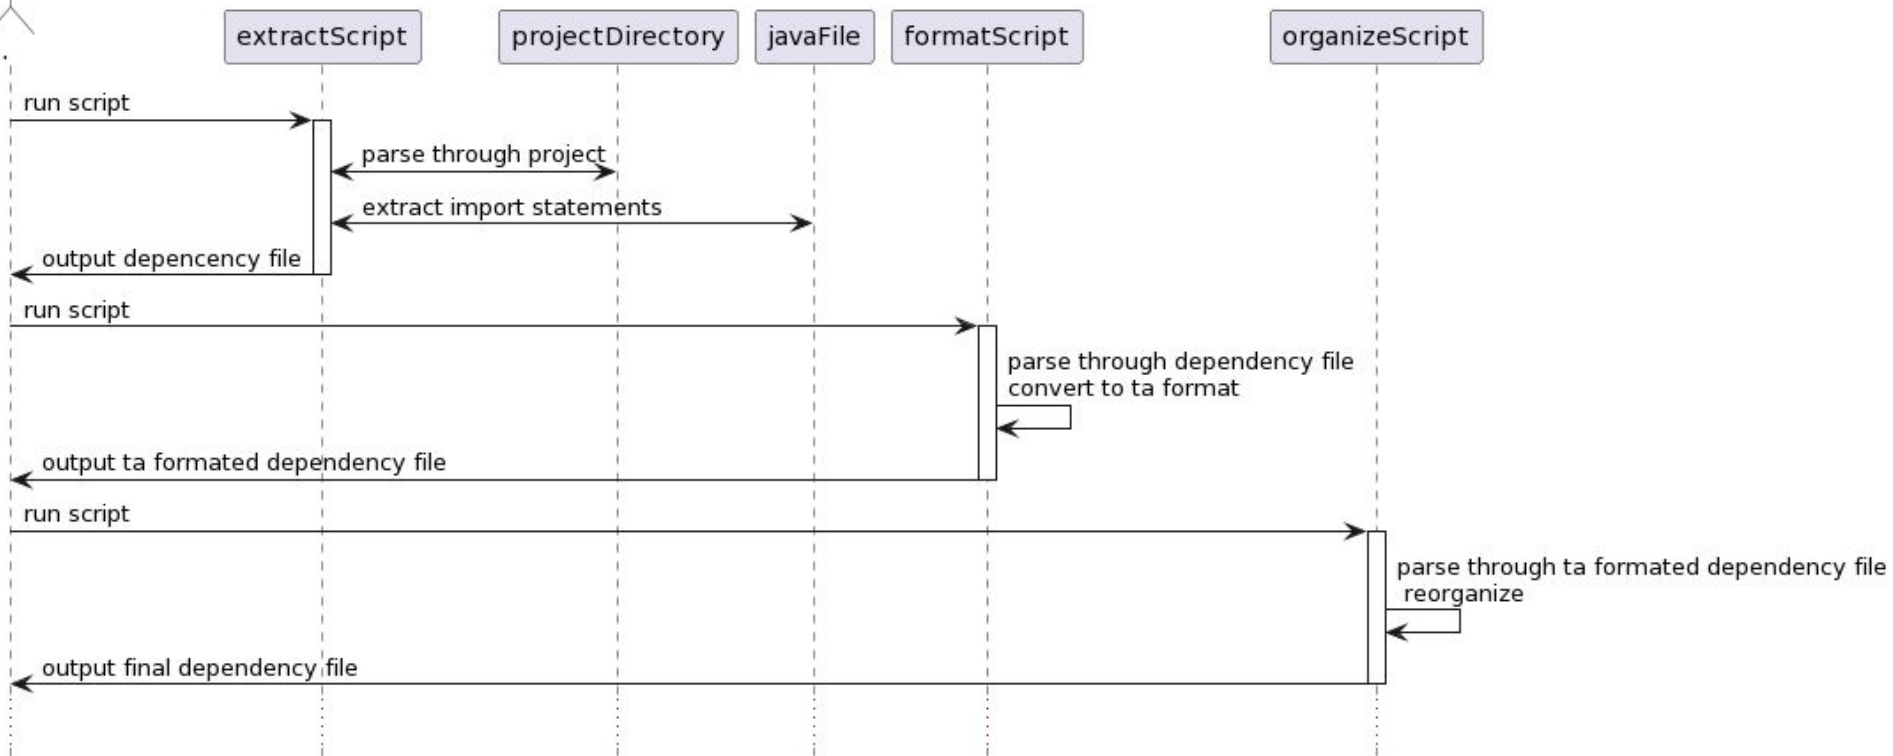 extractScript
projectDirectory
javaFile
formatScript
organizeScript
.
run script
parse through project
extract import statements
output depencency file
run script
parse through dependency file
convert to ta format
output ta formated dependency file
run script
parse through ta formated dependency file
reorganize
output final dependency file